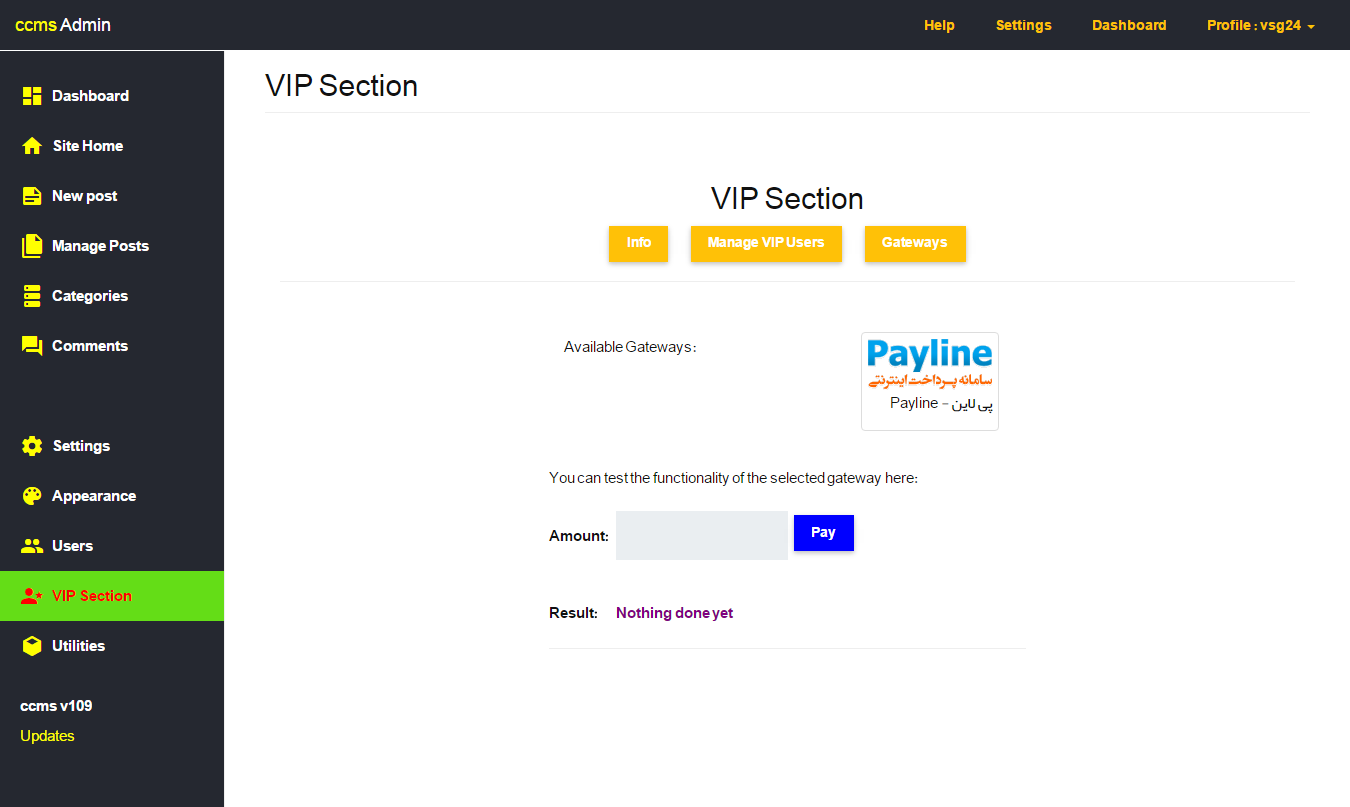 ccms Admin
Help
Settings
Dashboard
Profile : vsg24
Dashboard
Site Home
New post
Manage Posts
Categories
Comments
Settings
Appearance
Users
VIP Section
Utilities
ccms v109
Updates
VIP Section
VIP Section
Info
Manage VIP Users
Gateways
Available Gateways:
Payline
سامانه پرداخت اینترنتی
پی لاین - Payline
You can test the functionality of the selected gateway here:
Amount:
Pay
Result:
Nothing done yet